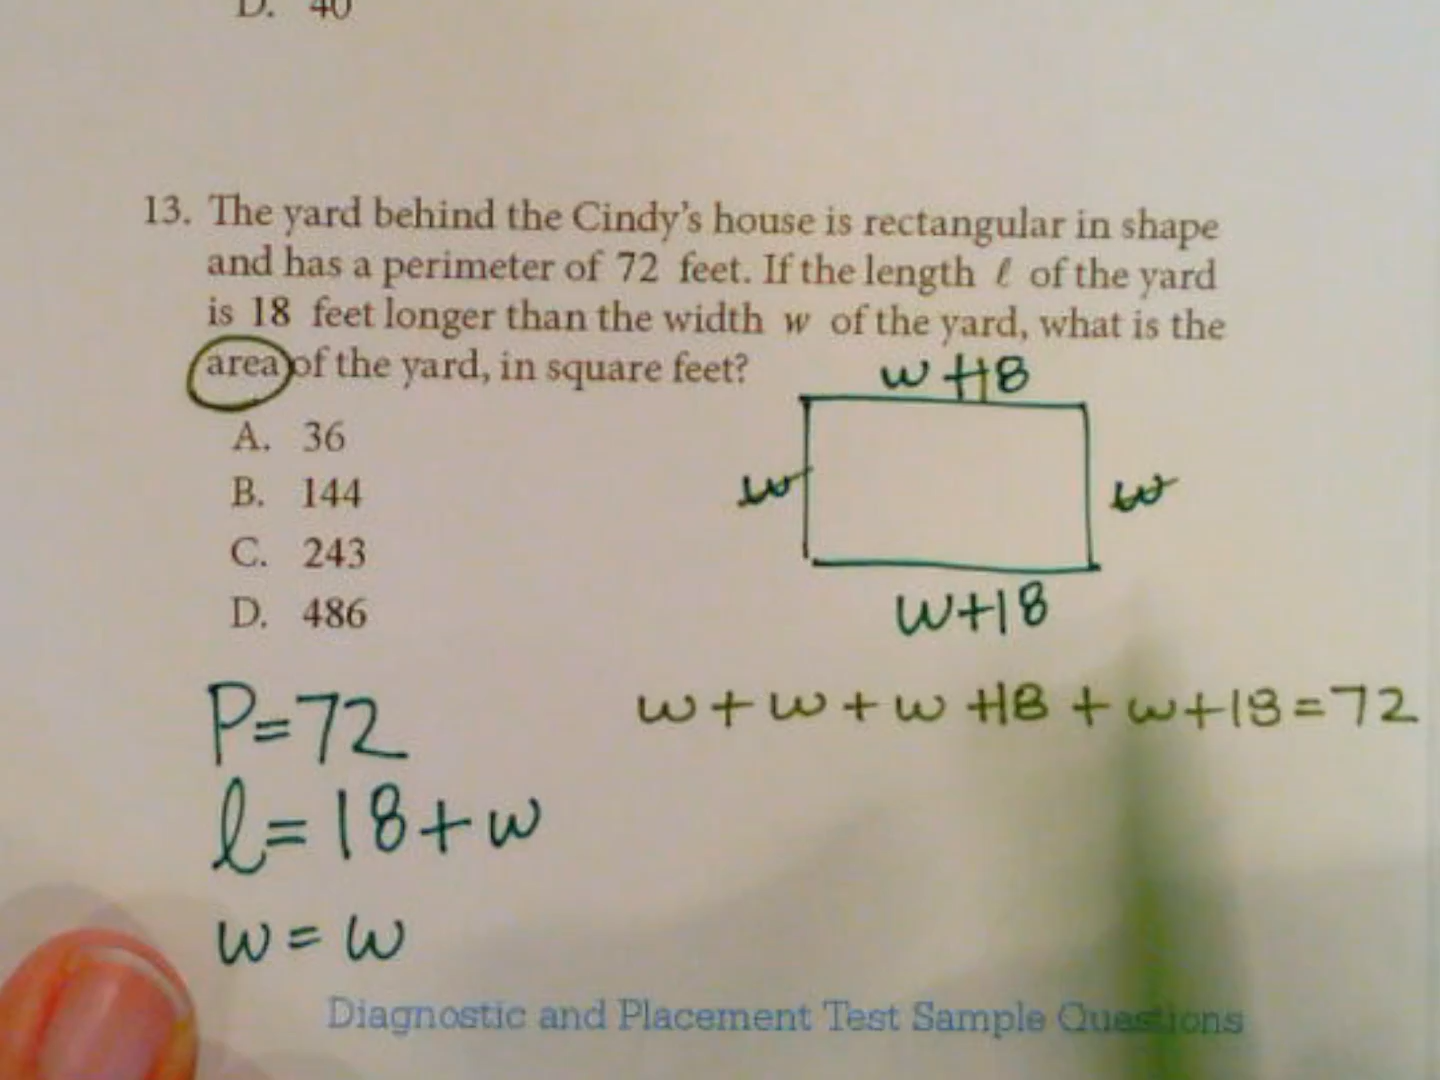 D. 40
13. The yard behind the Cindy's house is rectangular in shape
and has a perimeter of 72 feet. If the length ℓ of the yard
is 18 feet longer than the width w of the yard, what is the
area of the yard, in square feet?
w+18
A. 36
B. 144
w w
C. 243
D. 486
w+18
P=72
w+w+w+18+w+18=72
l=18+w
w=w
Diagnostic and Placement Test Sample Questions